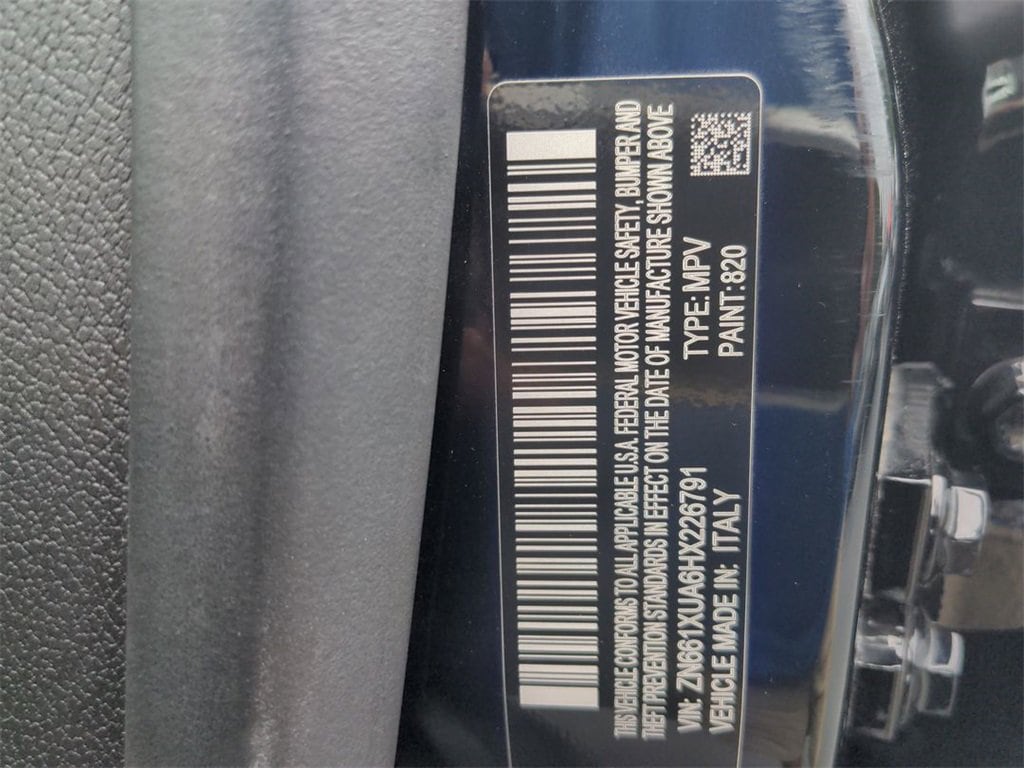 THIS VEHICLE CONFORMS TO ALL APPLICABLE U.S.A. FEDERAL MOTOR VEHICLE SAFETY, BUMPER AND
THEFT PREVENTION STANDARDS IN EFFECT ON THE DATE OF MANUFACTURE SHOWN ABOVE
VIN: ZN661XUA6HX226791 TYPE: MPV
VEHICLE MADE IN: ITALY PAINT: 820